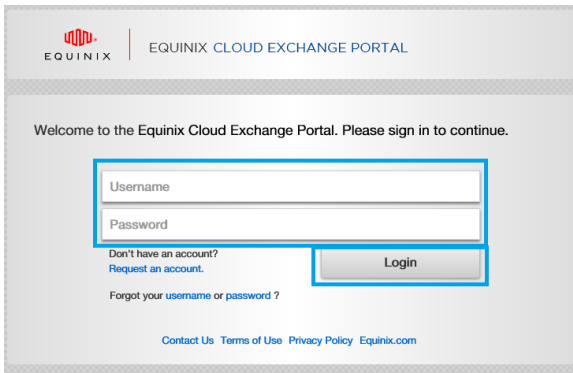 EQUINIX
EQUINIX CLOUD EXCHANGE PORTAL
Welcome to the Equinix Cloud Exchange Portal. Please sign in to continue.
Username
Password
Don't have an account?
Request an account.
Login
Forgot your username or password ?
Contact Us Terms of Use Privacy Policy Equinix.com